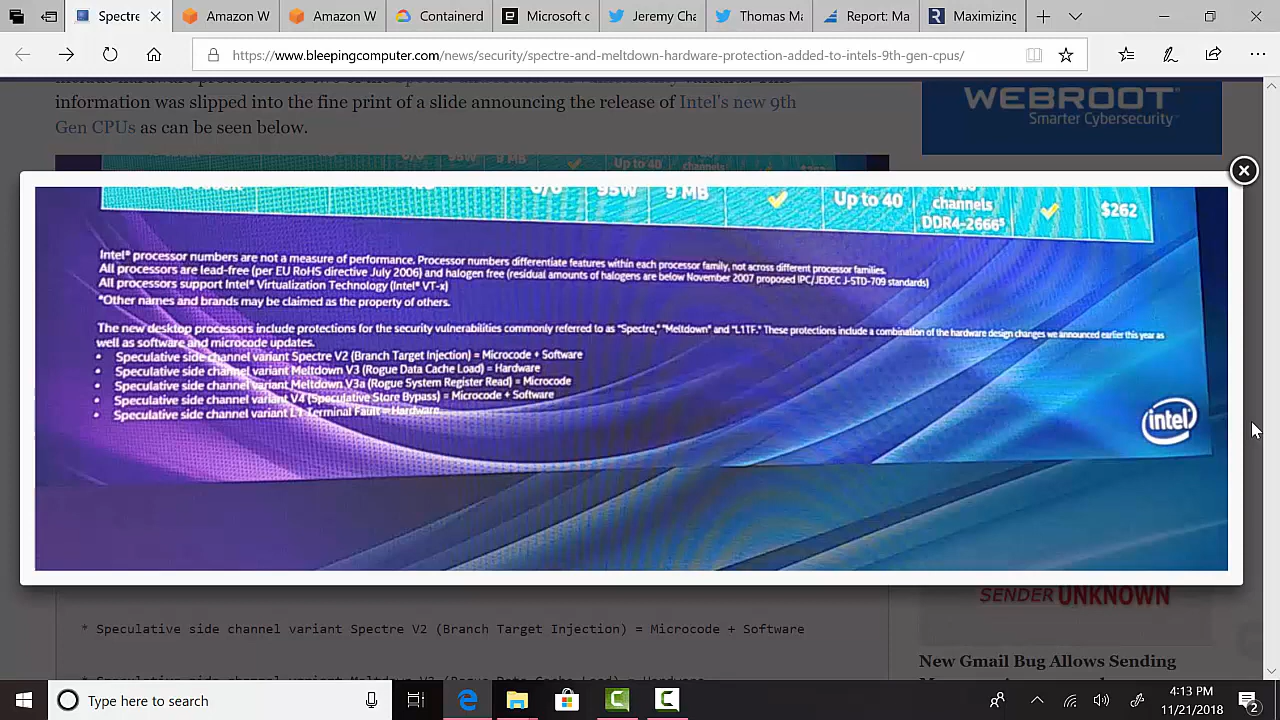 Spectre
Amazon W
Amazon W
Containerd
Microsoft c
Jeremy Cha
Thomas Ma
Report: Ma
Maximizing
https://www.bleepingcomputer.com/news/security/spectre-and-meltdown-hardware-protection-added-to-intels-9th-gen-cpus/
information was slipped into the fine print of a slide announcing the release of Intel's new 9th
Gen CPUs as can be seen below.
WEBROOT
Smarter Cybersecurity™
95W 9 MB Up to 40 channels
0/0 95W 9 MB Up to 40 channels $262
DDR4-2666⁵
Intel® processor numbers are not a measure of performance. Processor numbers differentiate features within each processor family, not across different processor families.
All processors are lead-free (per EU RoHS directive July 2006) and halogen free (residual amounts of halogens are below November 2007 proposed IPC/JEDEC J-STD-709 standards)
All processors support Intel® Virtualization Technology (Intel® VT-x)
*Other names and brands may be claimed as the property of others.
The new desktop processors include protections for the security vulnerabilities commonly referred to as "Spectre," "Meltdown" and "L1TF." These protections include a combination of the hardware design changes we announced earlier this year as
well as software and microcode updates.
• Speculative side channel variant Spectre V2 (Branch Target Injection) = Microcode + Software
• Speculative side channel variant Meltdown V3 (Rogue Data Cache Load) = Hardware
• Speculative side channel variant Meltdown V3a (Rogue System Register Read) = Microcode
• Speculative side channel variant V4 (Speculative Store Bypass) = Microcode + Software
• Speculative side channel variant L1 Terminal Fault = Hardware
intel
* Speculative side channel variant Spectre V2 (Branch Target Injection) = Microcode + Software
SENDER UNKNOWN
New Gmail Bug Allows Sending
Type here to search
4:13 PM
11/21/2018
2